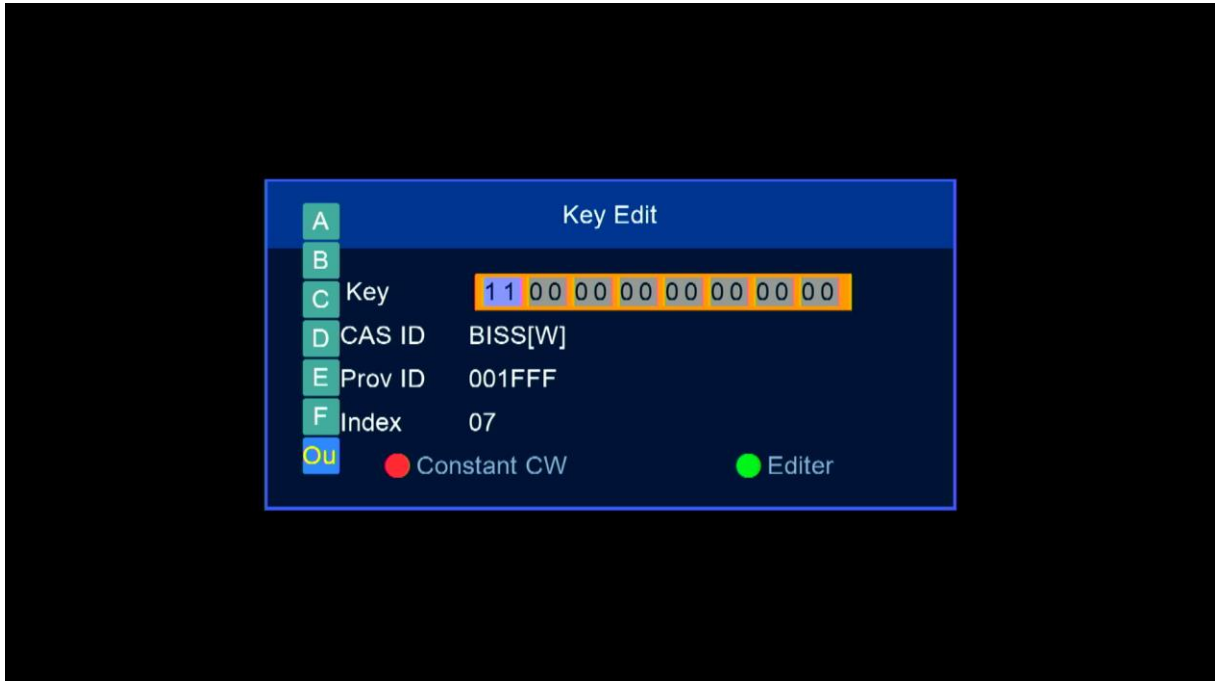 Key Edit
A
B
C
Key 11 00 00 00 00 00 00 00
D
CAS ID BISS[W]
E
Prov ID 001FFF
F
Index 07
Ou
Constant CW Editer